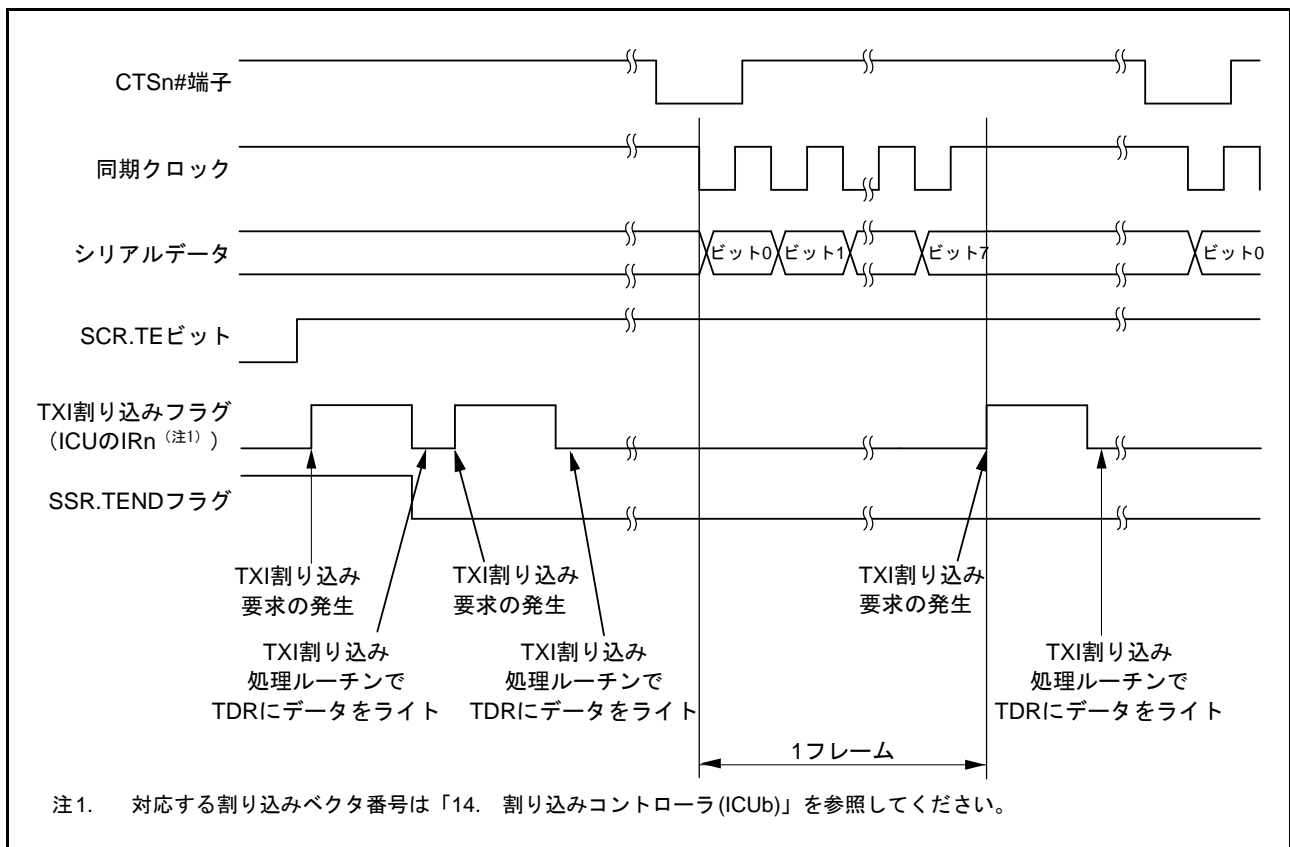 CTSn#端子
同期クロック
シリアルデータ
ビット0
ビット1
ビット7
ビット0
SCR.TEビット
TXI割り込みフラグ
（ICUのIRn（注1））
SSR.TENDフラグ
TXI割り込み
要求の発生
TXI割り込み
要求の発生
TXI割り込み
要求の発生
TXI割り込み
処理ルーチンで
TDRにデータをライト
TXI割り込み
処理ルーチンで
TDRにデータをライト
TXI割り込み
処理ルーチンで
TDRにデータをライト
1フレーム
注1. 対応する割り込みベクタ番号は「14. 割り込みコントローラ(ICUb)」を参照してください。